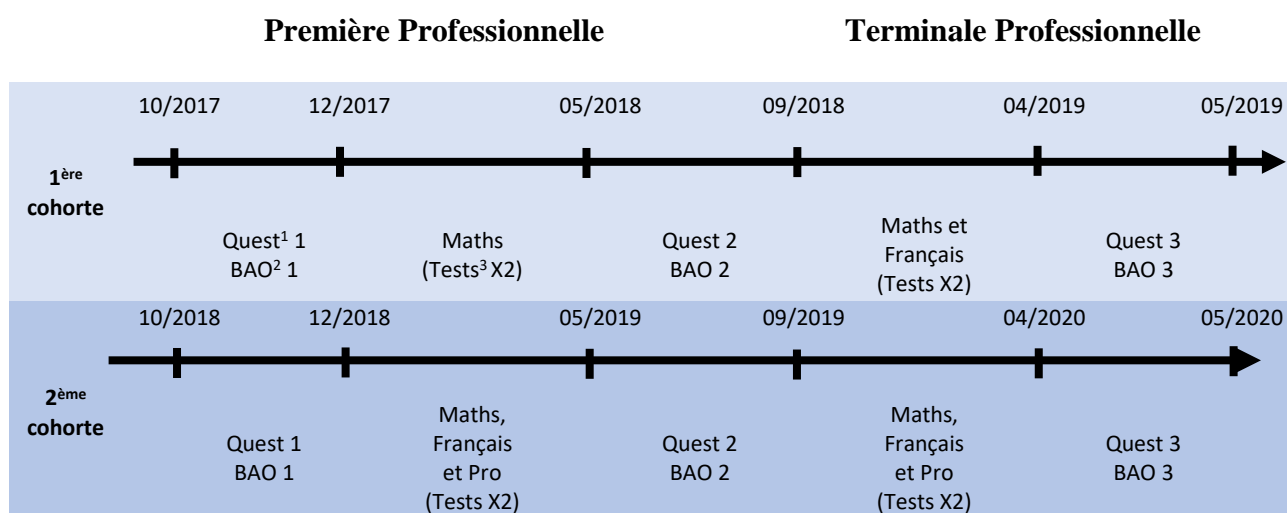 Première Professionnelle Terminale Professionnelle
10/2017 12/2017 05/2018 09/2018 04/2019 05/2019
1ère
cohorte
Quest¹ 1
BAO² 1
Maths
(Tests³ X2)
Quest 2
BAO 2
Maths et
Français
(Tests X2)
Quest 3
BAO 3
10/2018 12/2018 05/2019 09/2019 04/2020 05/2020
2ème
cohorte
Quest 1
BAO 1
Maths,
Français
et Pro
(Tests X2)
Quest 2
BAO 2
Maths,
Français
et Pro
(Tests X2)
Quest 3
BAO 3